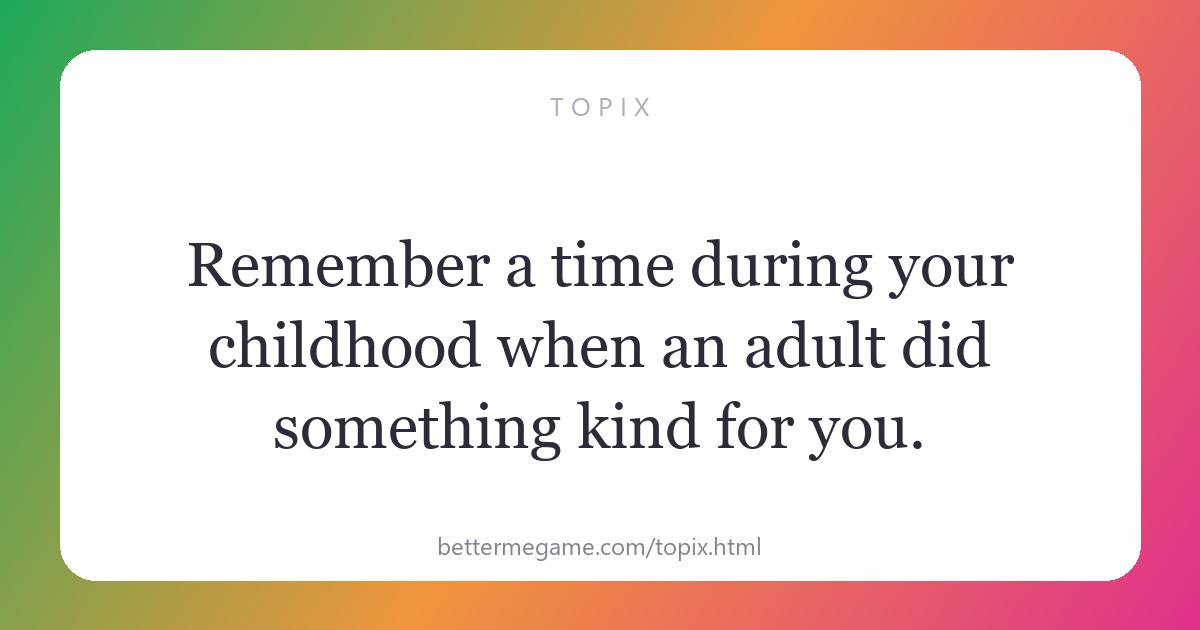 TOPIX
Remember a time during your
childhood when an adult did
something kind for you.
bettermegame.com/topix.html